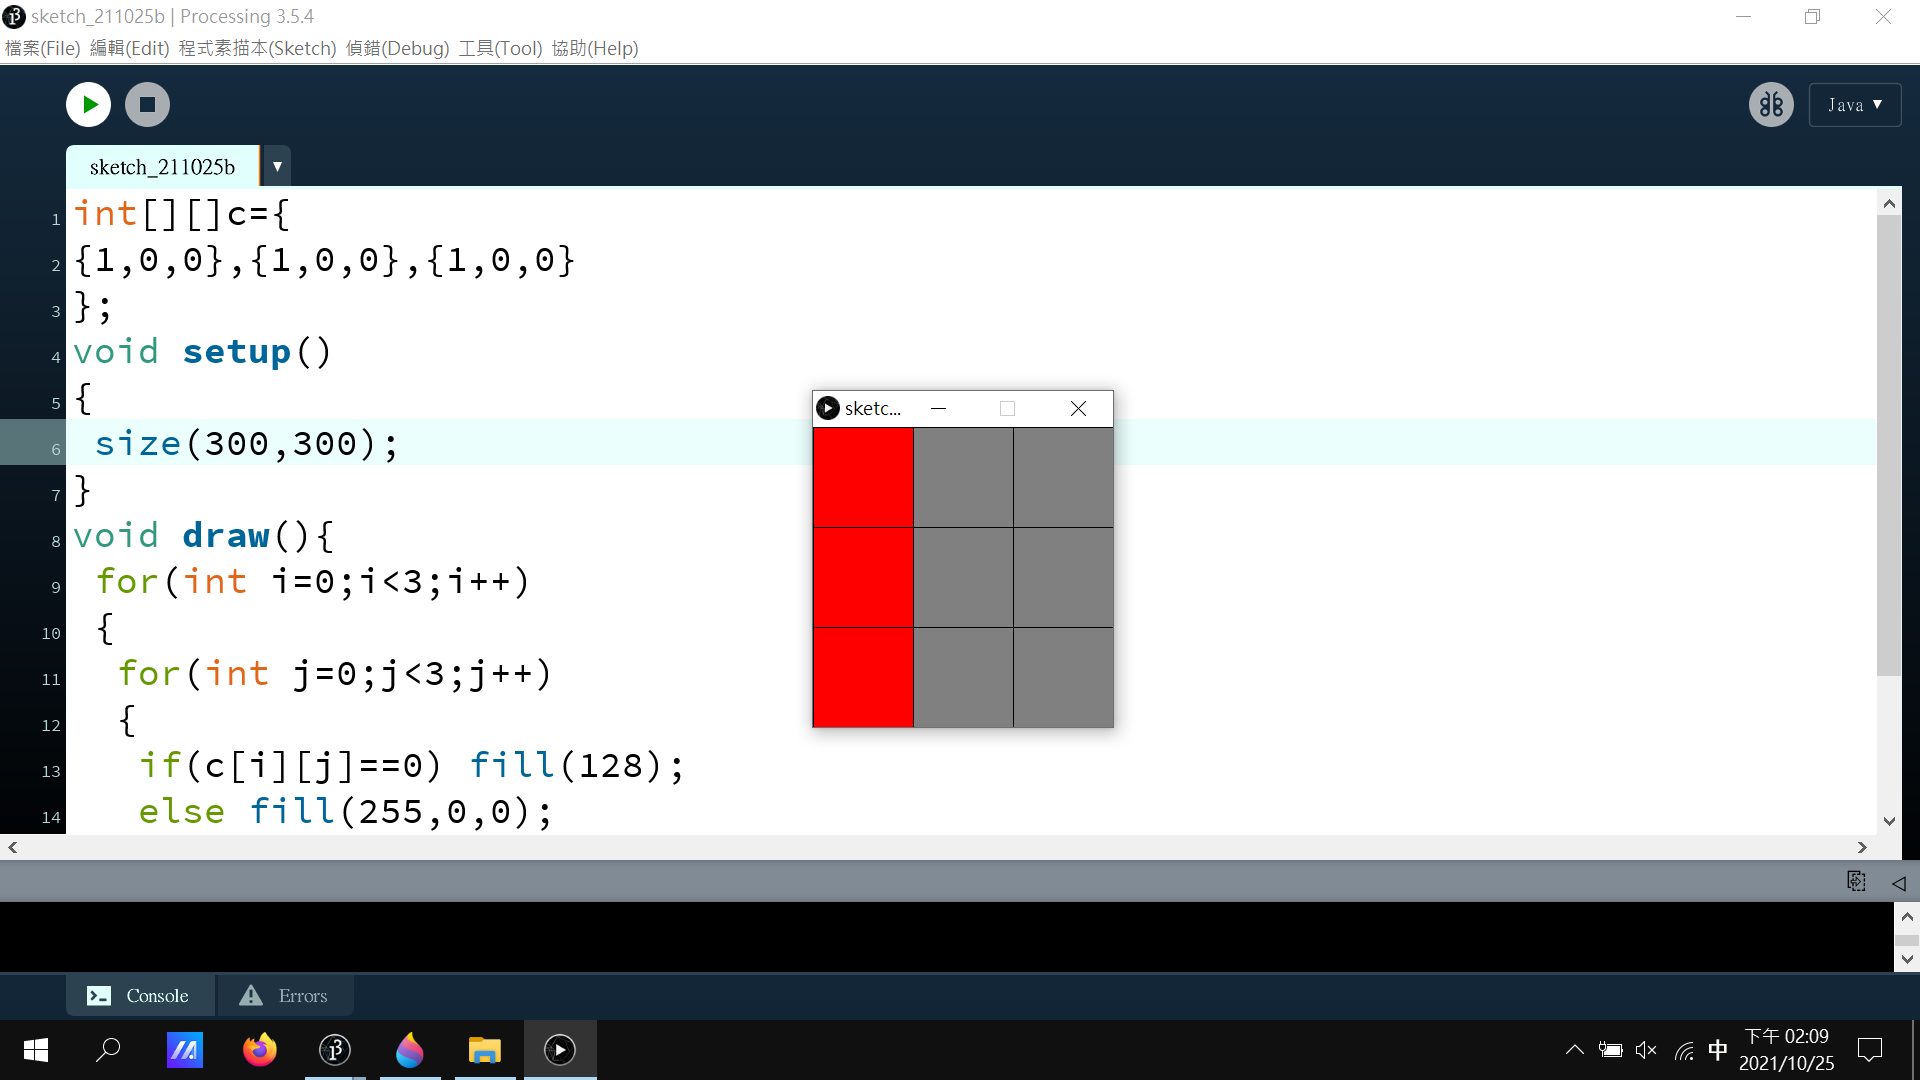 sketch_211025b | Processing 3.5.4
檔案(File) 編輯(Edit) 程式素描本(Sketch) 偵錯(Debug) 工具(Tool) 協助(Help)
Java ▼
sketch_211025b ▼
1 int[][]c={
2 {1,0,0},{1,0,0},{1,0,0}
3 };
4 void setup()
5 {
6 size(300,300);
7 }
8 void draw(){
9 for(int i=0;i<3;i++)
10 {
11 for(int j=0;j<3;j++)
12 {
13 if(c[i][j]==0) fill(128);
14 else fill(255,0,0);
sketc...
Console Errors
中
下午 02:09
2021/10/25